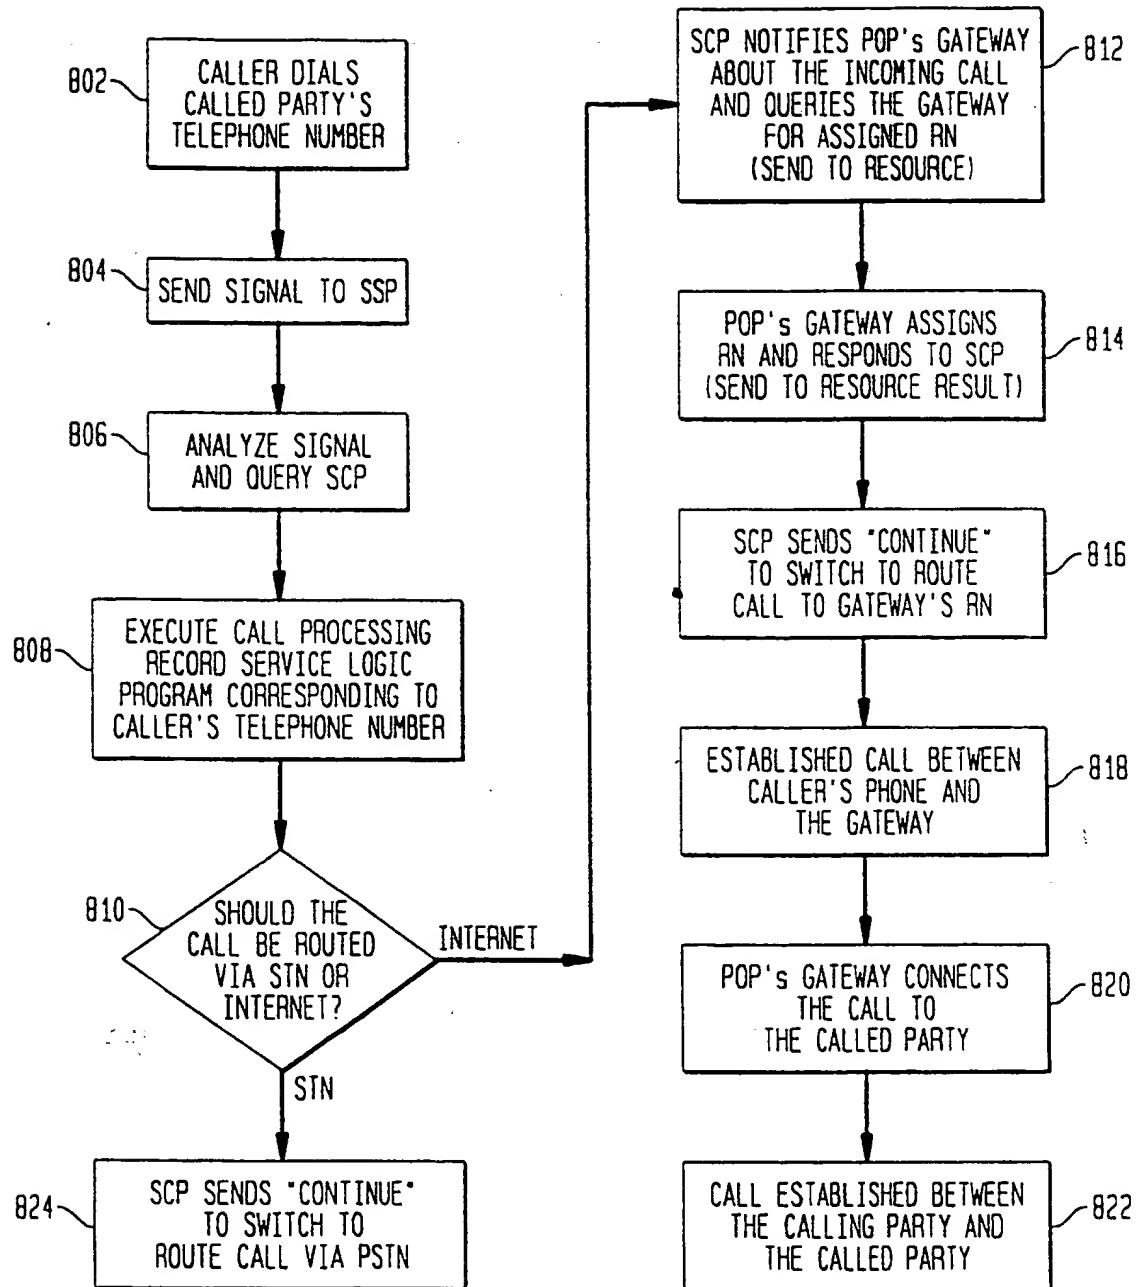 802
CALLER DIALS
CALLED PARTY'S
TELEPHONE NUMBER
804
SEND SIGNAL TO SSP
806
ANALYZE SIGNAL
AND QUERY SCP
808
EXECUTE CALL PROCESSING
RECORD SERVICE LOGIC
PROGRAM CORRESPONDING TO
CALLER'S TELEPHONE NUMBER
810
SHOULD THE
CALL BE ROUTED
VIA STN OR
INTERNET?
INTERNET
STN
824
SCP SENDS "CONTINUE"
TO SWITCH TO
ROUTE CALL VIA PSTN
SCP NOTIFIES POP's GATEWAY
ABOUT THE INCOMING CALL
AND QUERIES THE GATEWAY
FOR ASSIGNED RN
(SEND TO RESOURCE)
812
POP's GATEWAY ASSIGNS
RN AND RESPONDS TO SCP
(SEND TO RESOURCE RESULT)
814
SCP SENDS "CONTINUE"
TO SWITCH TO ROUTE
CALL TO GATEWAY'S RN
816
ESTABLISHED CALL BETWEEN
CALLER'S PHONE AND
THE GATEWAY
818
POP's GATEWAY CONNECTS
THE CALL TO
THE CALLED PARTY
820
CALL ESTABLISHED BETWEEN
THE CALLING PARTY AND
THE CALLED PARTY
822